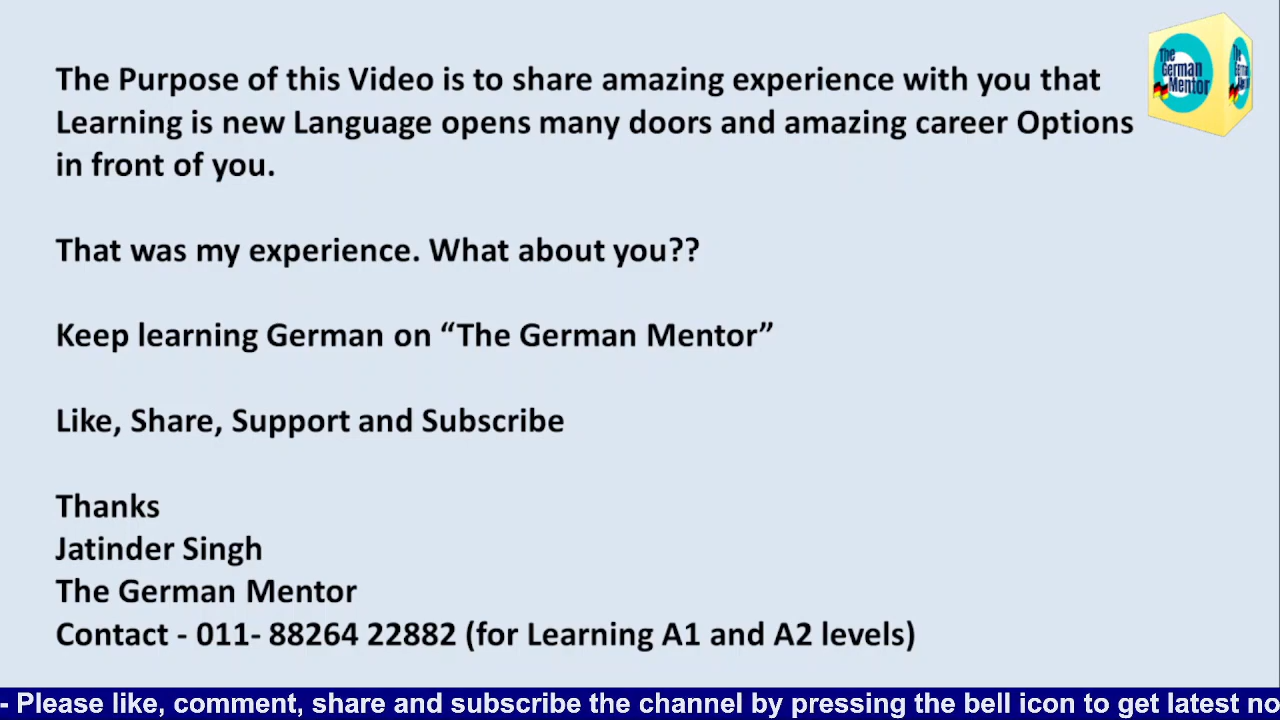 The Purpose of this Video is to share amazing experience with you that
Learning is new Language opens many doors and amazing career Options
in front of you.
That was my experience. What about you??
Keep learning German on “The German Mentor”
Like, Share, Support and Subscribe
Thanks
Jatinder Singh
The German Mentor
Contact - 011- 88264 22882 (for Learning A1 and A2 levels)
The
German
Mentor
- Please like, comment, share and subscribe the channel by pressing the bell icon to get latest no